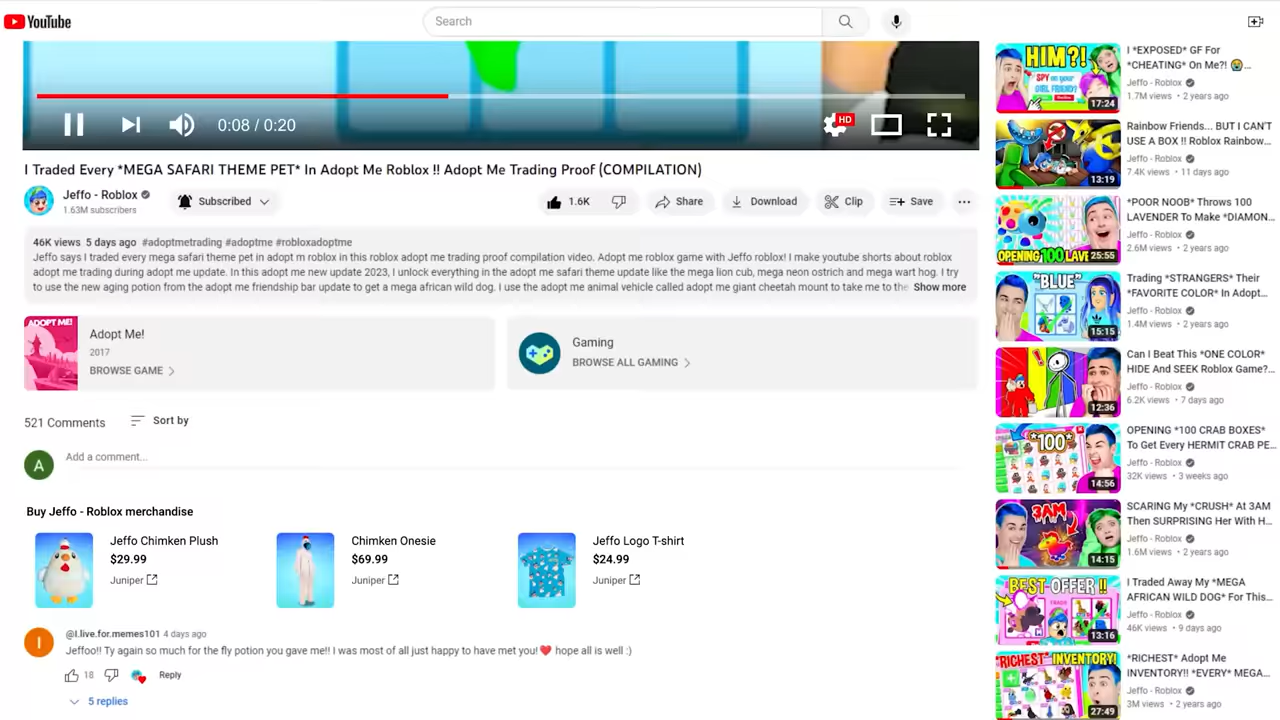 YouTube
Search
0:08 / 0:20
HD
I Traded Every *MEGA SAFARI THEME PET* In Adopt Me Roblox !! Adopt Me Trading Proof (COMPILATION)
Jeffo - Roblox
1.63M subscribers
Subscribed
1.6K
Share
Download
Clip
Save
46K views 5 days ago #adoptmetrading #adoptme #robloxadoptme
Jeffo says I traded every mega safari theme pet in adopt m roblox in this roblox adopt me trading proof compilation video. Adopt me roblox game with Jeffo roblox! I make youtube shorts about roblox
adopt me trading during adopt me update. In this adopt me new update 2023, I unlock everything in the adopt me safari theme update like the mega lion cub, mega neon ostrich and mega wart hog. I try
to use the new aging potion from the adopt me friendship bar update to get a mega african wild dog. I use the adopt me animal vehicle called adopt me giant cheetah mount to take me to the Show more
ADOPT ME!
Adopt Me!
2017
BROWSE GAME
Gaming
BROWSE ALL GAMING
521 Comments
Sort by
A
Add a comment...
Buy Jeffo - Roblox merchandise
Jeffo Chimken Plush
$29.99
Juniper
Chimken Onesie
$69.99
Juniper
Jeffo Logo T-shirt
$24.99
Juniper
I
@I.live.for.memes101 4 days ago
Jeffoo!! Ty again so much for the fly potion you gave me!! I was most of all just happy to have met you!❤️ hope all is well :)
18
Reply
5 replies
HIM?!
SPY on your
GIRL FRIEND?
17:24
I *EXPOSED* GF For
*CHEATING* On Me?! 😭...
Jeffo - Roblox
1.7M views • 2 years ago
13:19
Rainbow Friends... BUT I CAN'T
USE A BOX !! Roblox Rainbow...
Jeffo - Roblox
7.4K views • 11 days ago
OPENING 100 LAVE
25:55
*POOR NOOB* Throws 100
LAVENDER To Make *DIAMON...
Jeffo - Roblox
2.6M views • 2 years ago
"BLUE"
15:15
Trading *STRANGERS* Their
*FAVORITE COLOR* In Adopt...
Jeffo - Roblox
1.4M views • 2 years ago
12:36
Can I Beat This *ONE COLOR*
HIDE And SEEK Roblox Game?...
Jeffo - Roblox
6.2K views • 7 days ago
*100*
14:56
OPENING *100 CRAB BOXES*
To Get Every HERMIT CRAB PE...
Jeffo - Roblox
32K views • 3 weeks ago
3AM
14:15
SCARING My *CRUSH* At 3AM
Then SURPRISING Her With H...
Jeffo - Roblox
1.6M views • 2 years ago
BEST OFFER !!
13:16
I Traded Away My *MEGA
AFRICAN WILD DOG* For This...
Jeffo - Roblox
46K views • 9 days ago
*RICHEST* INVENTORY!
27:49
*RICHEST* Adopt Me
INVENTORY!! *EVERY* MEGA...
Jeffo - Roblox
3M views • 2 years ago